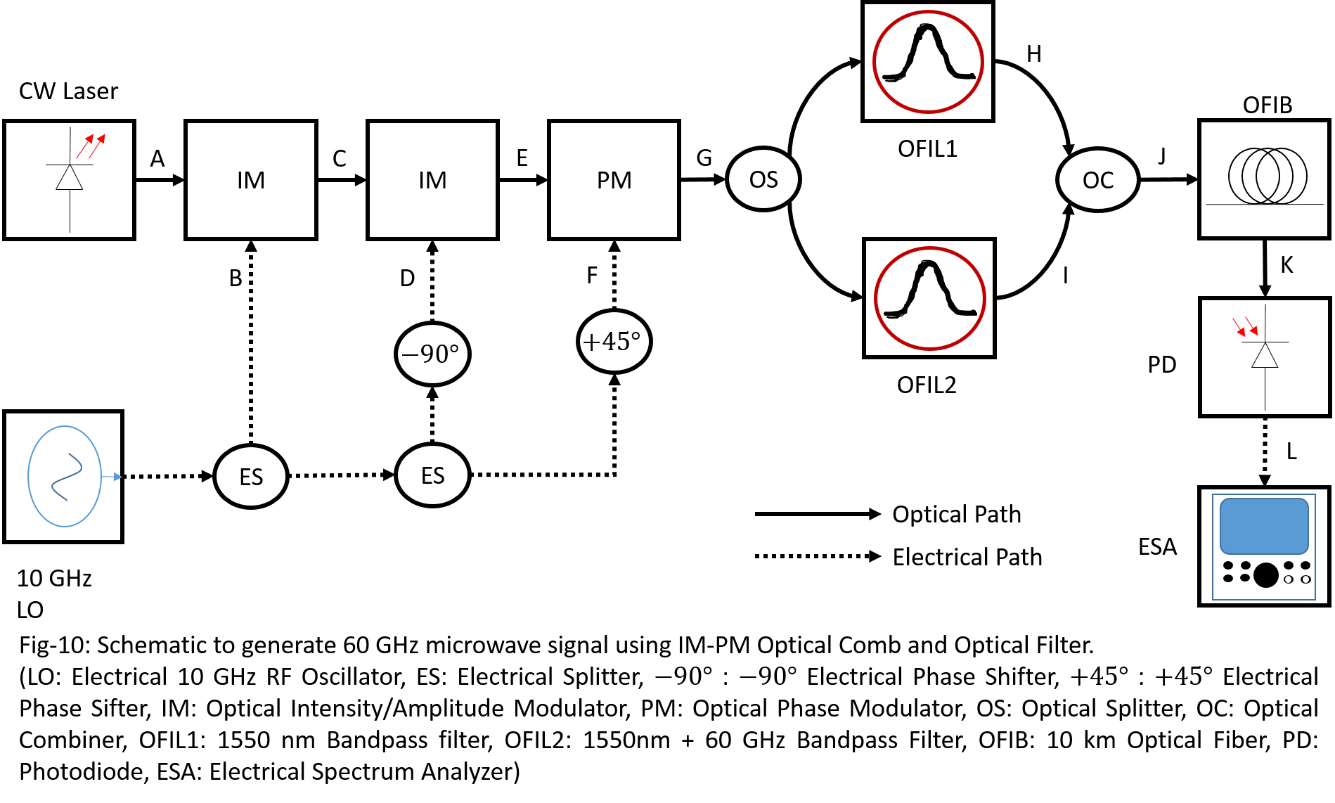 CW Laser
A
IM
C
IM
E
PM
G
OS
OFIL1
H
OFIL2
I
OC
J
OFIB
K
B
D
F
−90°
+45°
PD
ES
ES
L
Optical Path
Electrical Path
ESA
10 GHz
LO
Fig-10: Schematic to generate 60 GHz microwave signal using IM-PM Optical Comb and Optical Filter.
(LO: Electrical 10 GHz RF Oscillator, ES: Electrical Splitter, −90° : −90° Electrical Phase Shifter, +45° : +45° Electrical
Phase Sifter, IM: Optical Intensity/Amplitude Modulator, PM: Optical Phase Modulator, OS: Optical Splitter, OC: Optical
Combiner, OFIL1: 1550 nm Bandpass filter, OFIL2: 1550nm + 60 GHz Bandpass Filter, OFIB: 10 km Optical Fiber, PD:
Photodiode, ESA: Electrical Spectrum Analyzer)